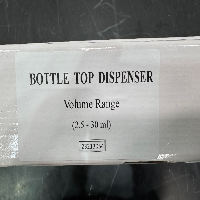 BOTTLE TOP DISPENSER
Volume Range
(2.5 - 30 ml)